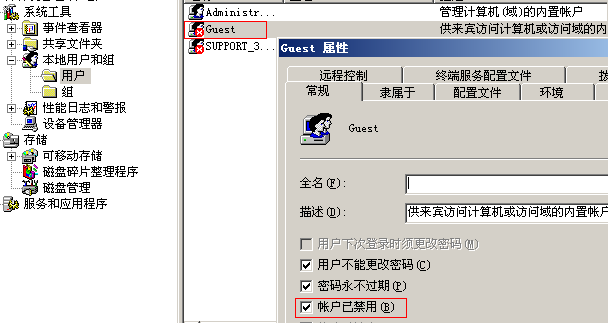 系统工具
事件查看器
共享文件夹
本地用户和组
用户
组
性能日志和警报
设备管理器
存储
可移动存储
磁盘碎片整理程序
磁盘管理
服务和应用程序
Administr... 管理计算机(域)的内置帐户
Guest 供来宾访问计算机或访问域的内
SUPPORT_3...
Guest 属性
远程控制 终端服务配置文件 拨
常规 隶属于 配置文件 环境
Guest
全名(F):
描述(D): 供来宾访问计算机或访问域的内置帐户
用户下次登录时须更改密码(M)
用户不能更改密码(C)
密码永不过期(P)
帐户已禁用(B)